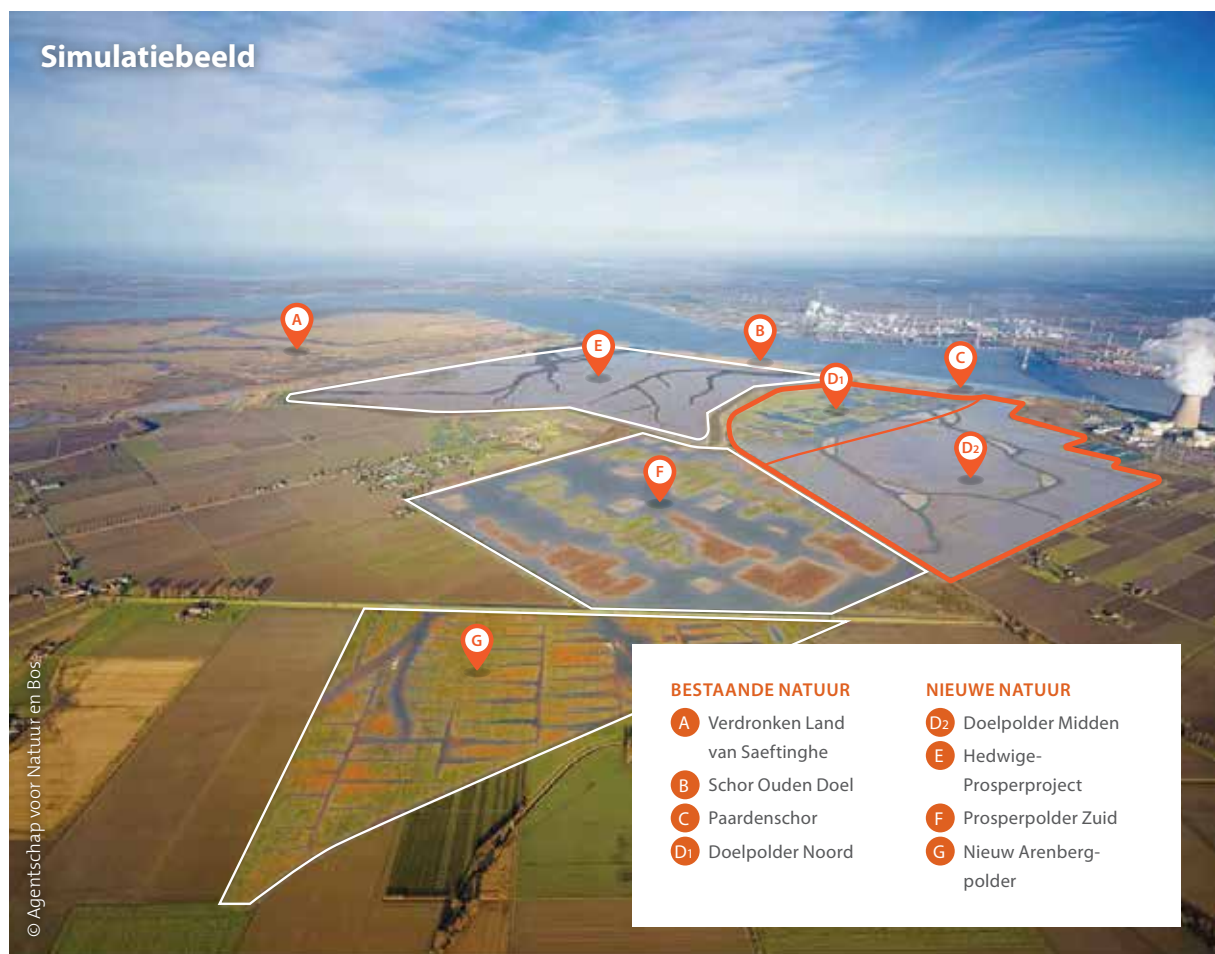 Simulatiebeeld
A
B
E
C
D1
D2
F
G
BESTAANDE NATUUR
A Verdronken Land
van Saeftinghe
B Schor Ouden Doel
C Paardenschor
D1 Doelpolder Noord
NIEUWE NATUUR
D2 Doelpolder Midden
E Hedwige-
Prosperproject
F Prosperpolder Zuid
G Nieuw Arenberg-
polder
© Agentschap voor Natuur en Bos.